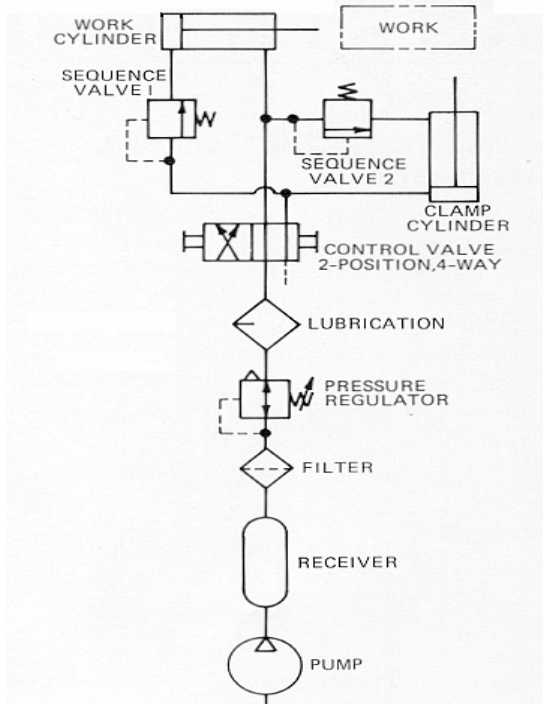 WORK
CYLINDER
WORK
SEQUENCE
VALVE I
SEQUENCE
VALVE 2
CLAMP
CYLINDER
CONTROL VALVE
2-POSITION,4-WAY
LUBRICATION
PRESSURE
REGULATOR
FILTER
RECEIVER
PUMP